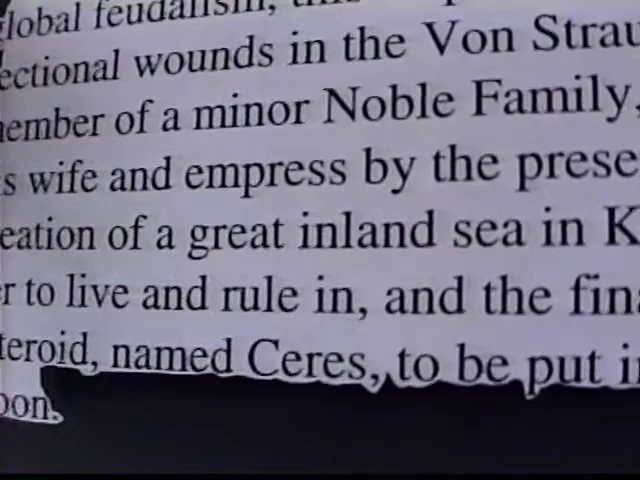 global feudalism,
ectional wounds in the Von Strau
ember of a minor Noble Family,
s wife and empress by the prese
eation of a great inland sea in K
r to live and rule in, and the fin
teroid, named Ceres, to be put i
oon.